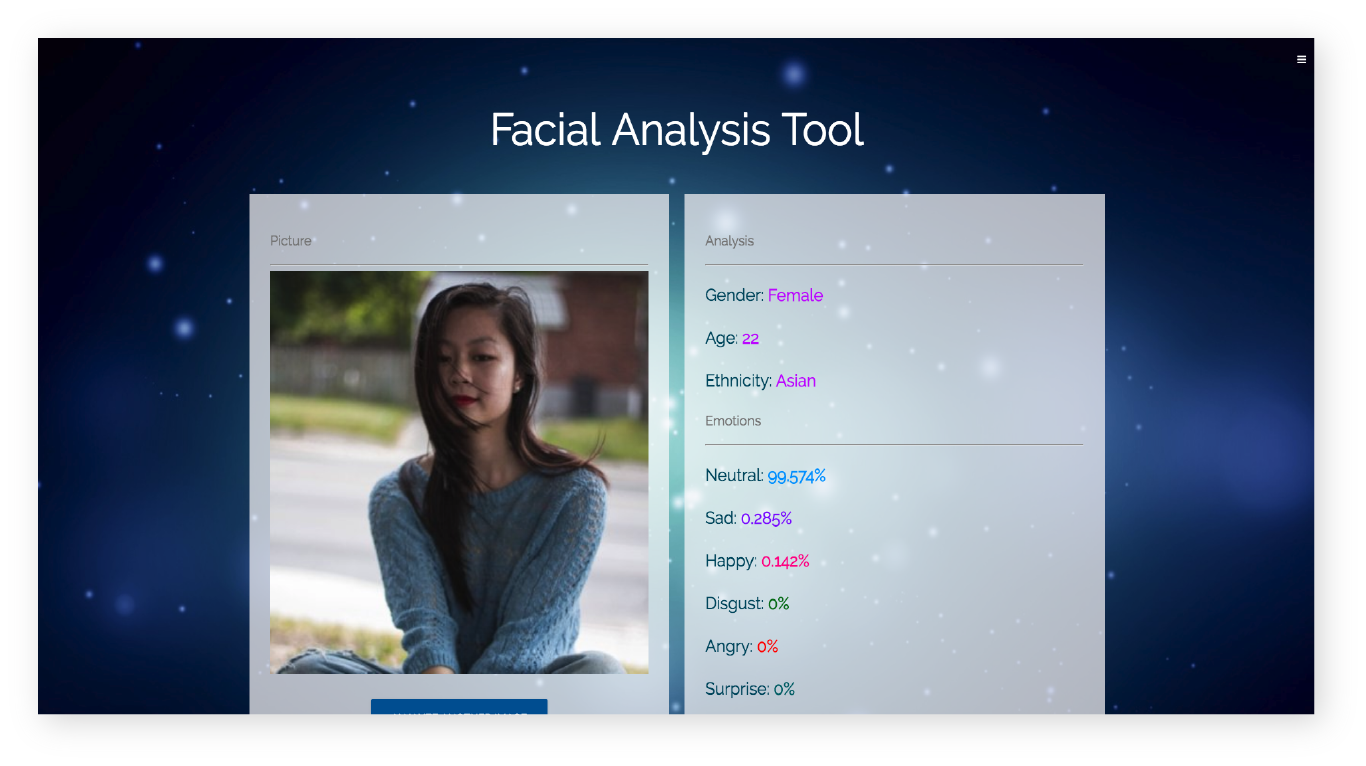 Facial Analysis Tool
Picture
Analysis
Gender: Female
Age: 22
Ethnicity: Asian
Emotions
Neutral: 99.574%
Sad: 0.285%
Happy: 0.142%
Disgust: 0%
Angry: 0%
Surprise: 0%